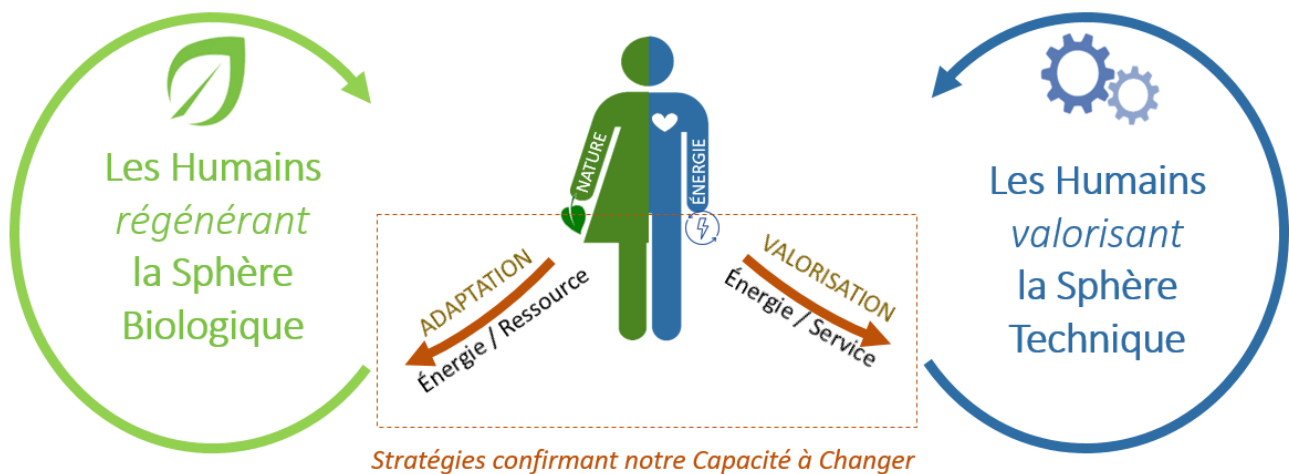 Les Humains
régénérant
la Sphère
Biologique
NATURE
ÉNERGIE
ADAPTATION
Énergie / Ressource
VALORISATION
Énergie / Service
Les Humains
valorisant
la Sphère
Technique
Stratégies confirmant notre Capacité à Changer